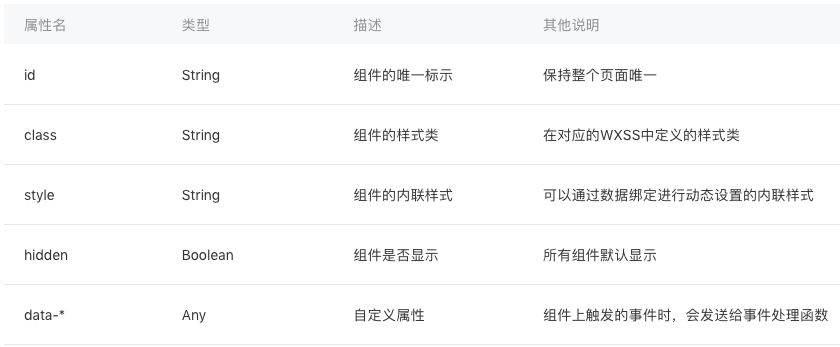 属性名 类型 描述 其他说明
id String 组件的唯一标示 保持整个页面唯一
class String 组件的样式类 在对应的WXSS中定义的样式类
style String 组件的内联样式 可以通过数据绑定进行动态设置的内联样式
hidden Boolean 组件是否显示 所有组件默认显示
data-* Any 自定义属性 组件上触发的事件时，会发送给事件处理函数